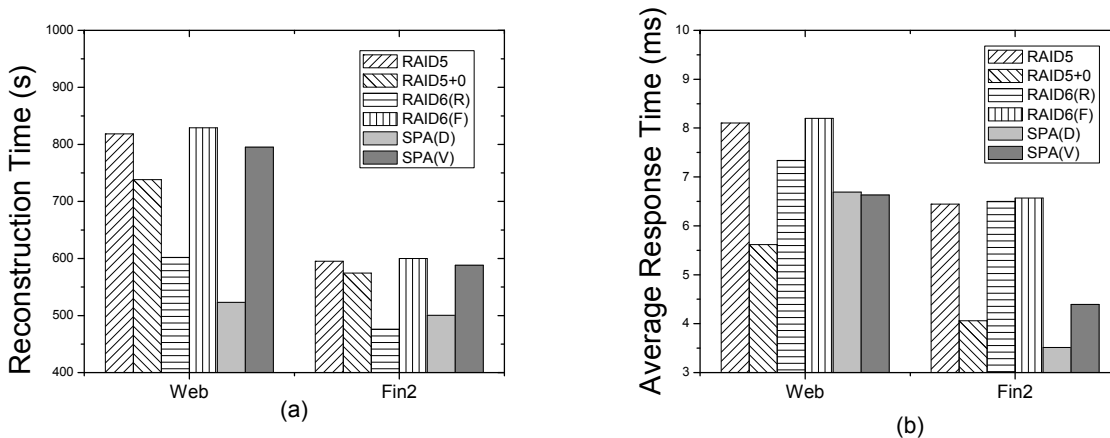 Reconstruction Time (s)
1000
900
800
700
600
500
400
RAID5
RAID5+0
RAID6(R)
RAID6(F)
SPA(D)
SPA(V)
Web
Fin2
(a)
Average Response Time (ms)
10
9
8
7
6
5
4
3
RAID5
RAID5+0
RAID6(R)
RAID6(F)
SPA(D)
SPA(V)
Web
Fin2
(b)